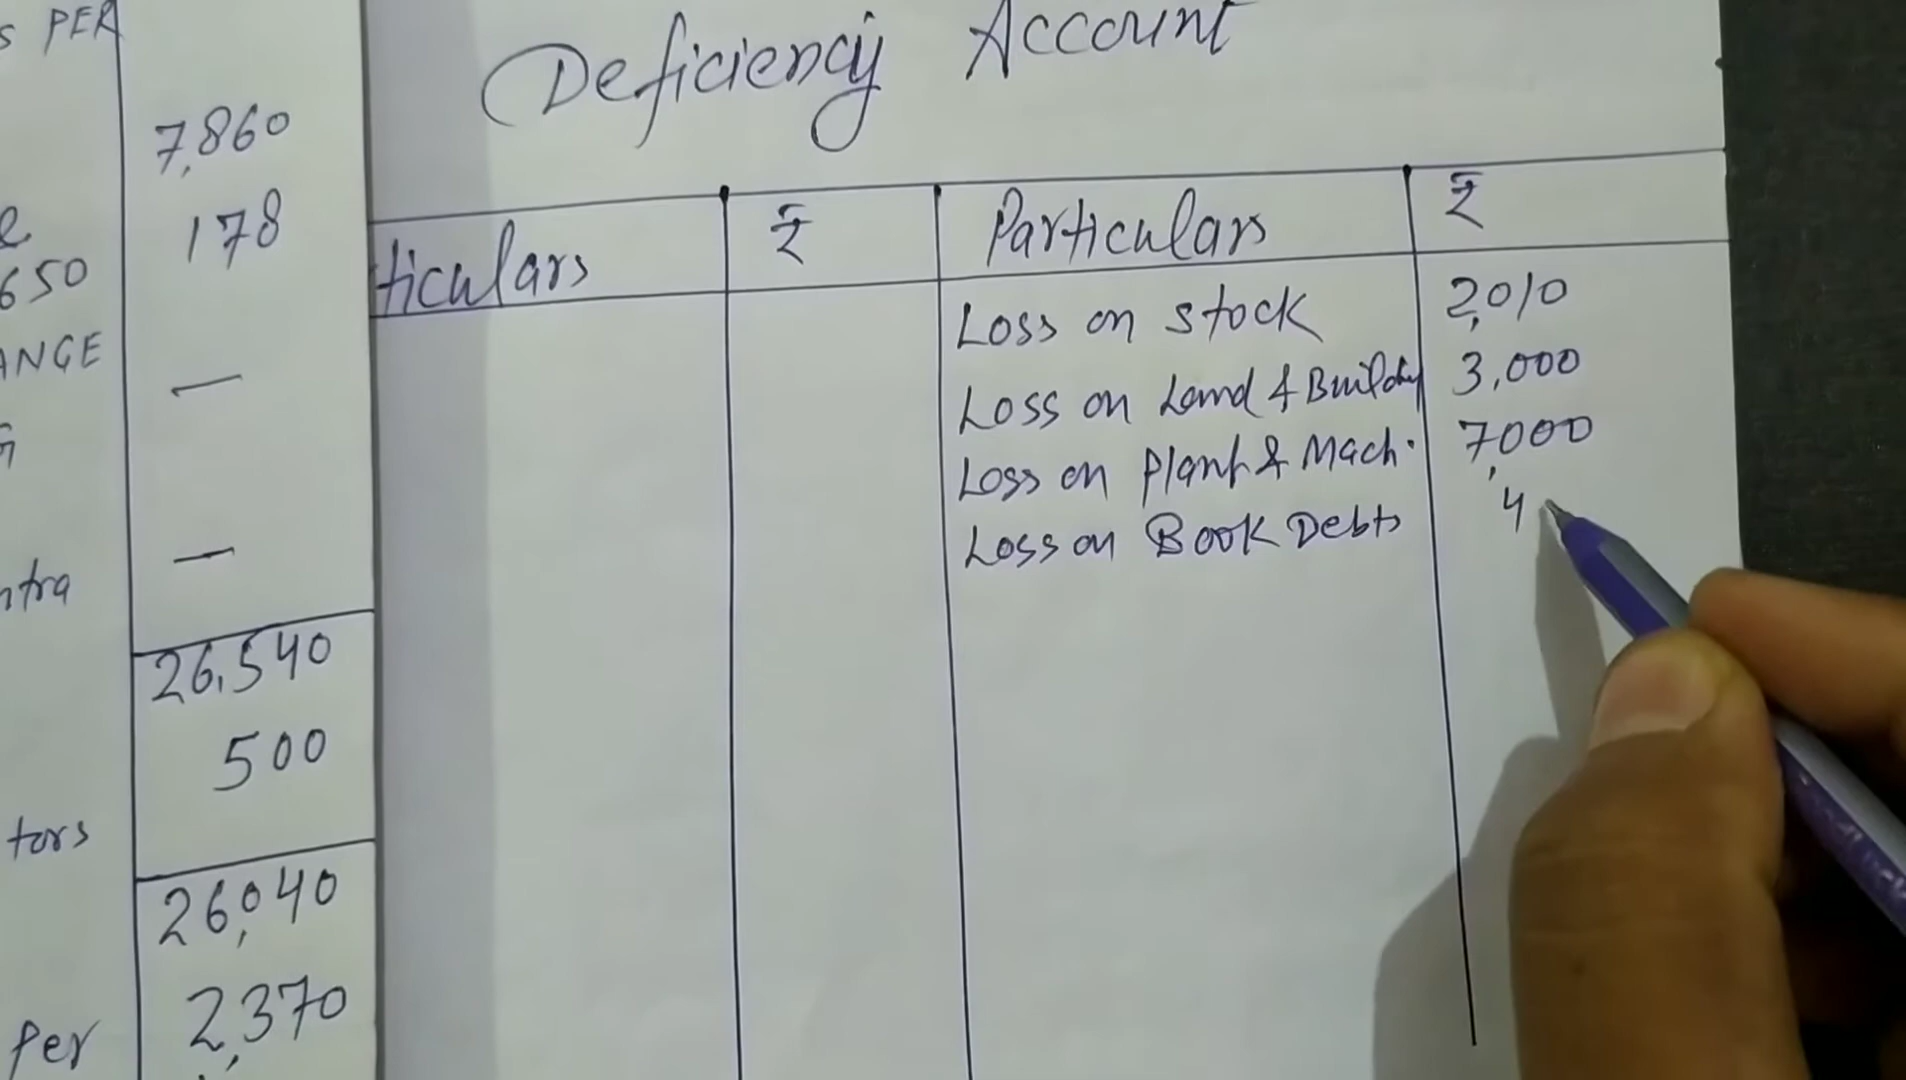 S PER
7,860
178
650
ANGE
—
—
ntra
26,540
500
tors
26,040
2,370
Per
Deficiency Account
ticulars ₹ Particulars ₹
Loss on stock 2,010
Loss on Land & Building 3,000
Loss on Plant & Mach. 7,000
Loss on Book Debts 4